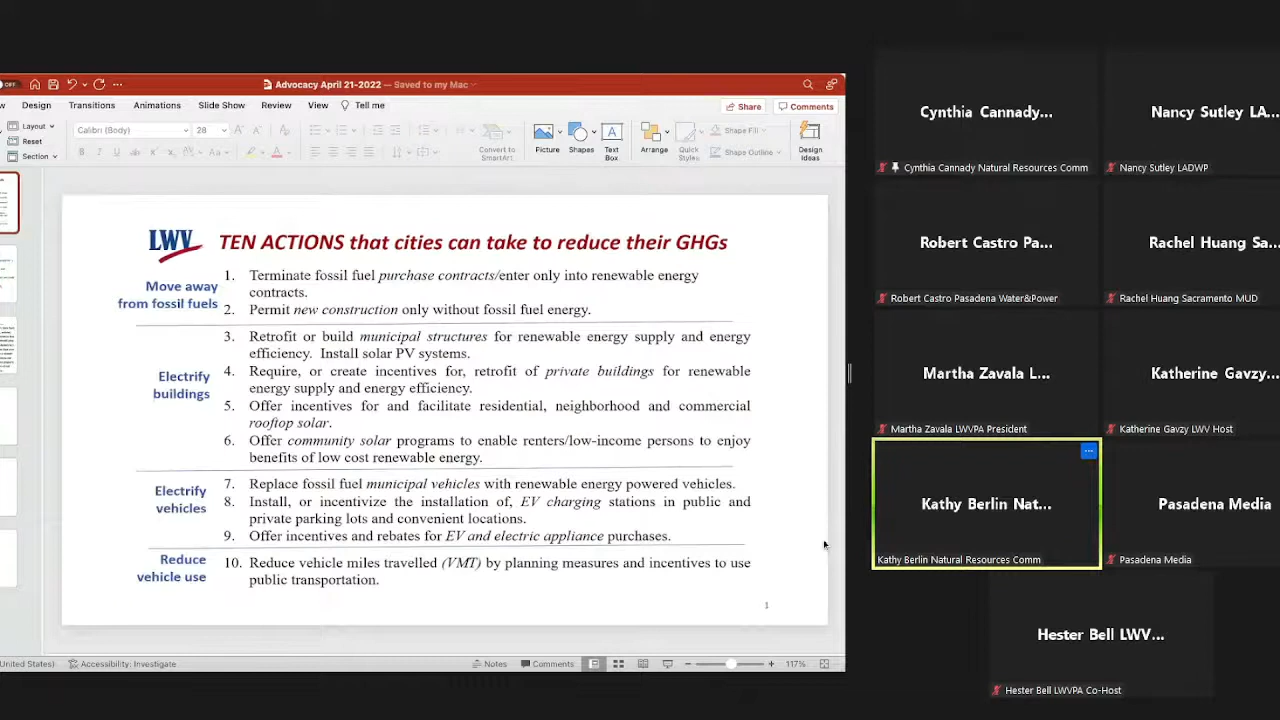 OFF
Advocacy April 21-2022 — Saved to my Mac
w Design Transitions Animations Slide Show Review View Tell me
Share Comments
Layout
Reset
Section
Calibri (Body) 28
Convert to
SmartArt
Picture Shapes Text
Box
Arrange Quick
Styles
Shape Fill
Shape Outline
Design
Ideas
LWV
TEN ACTIONS that cities can take to reduce their GHGs
Move away
from fossil fuels
1. Terminate fossil fuel purchase contracts/enter only into renewable energy
contracts.
2. Permit new construction only without fossil fuel energy.
Electrify
buildings
3. Retrofit or build municipal structures for renewable energy supply and energy
efficiency. Install solar PV systems.
4. Require, or create incentives for, retrofit of private buildings for renewable
energy supply and energy efficiency.
5. Offer incentives for and facilitate residential, neighborhood and commercial
rooftop solar.
6. Offer community solar programs to enable renters/low-income persons to enjoy
benefits of low cost renewable energy.
Electrify
vehicles
7. Replace fossil fuel municipal vehicles with renewable energy powered vehicles.
8. Install, or incentivize the installation of, EV charging stations in public and
private parking lots and convenient locations.
9. Offer incentives and rebates for EV and electric appliance purchases.
Reduce
vehicle use
10. Reduce vehicle miles travelled (VMT) by planning measures and incentives to use
public transportation.
1
United States) Accessibility: Investigate
Notes Comments 117%
Cynthia Cannady...
Cynthia Cannady Natural Resources Comm
Nancy Sutley LA...
Nancy Sutley LADWP
Robert Castro Pa...
Robert Castro Pasadena Water&Power
Rachel Huang Sa...
Rachel Huang Sacramento MUD
Martha Zavala L...
Martha Zavala LWVPA President
Katherine Gavzy...
Katherine Gavzy LWV Host
Kathy Berlin Nat...
Kathy Berlin Natural Resources Comm
Pasadena Media
Pasadena Media
Hester Bell LWV...
Hester Bell LWVPA Co-Host